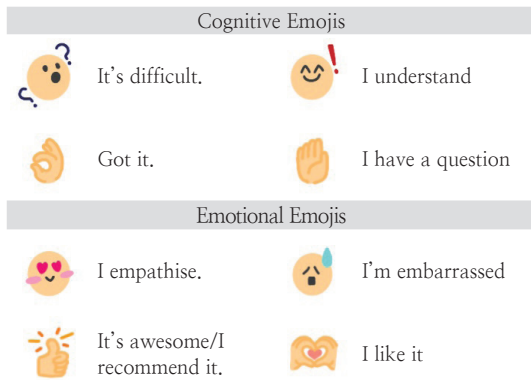 Cognitive Emojis
It's difficult.
I understand
Got it.
I have a question
Emotional Emojis
I empathise.
I'm embarrassed
It's awesome/I
recommend it.
I like it